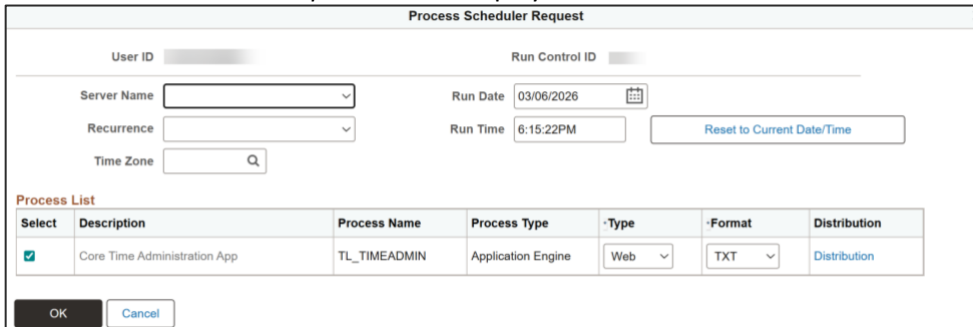 Process Scheduler Request
User ID Run Control ID
Server Name Run Date 03/06/2026
Recurrence Run Time 6:15:22PM Reset to Current Date/Time
Time Zone
Process List
Select Description Process Name Process Type *Type *Format Distribution
Core Time Administration App TL_TIMEADMIN Application Engine Web TXT Distribution
OK Cancel